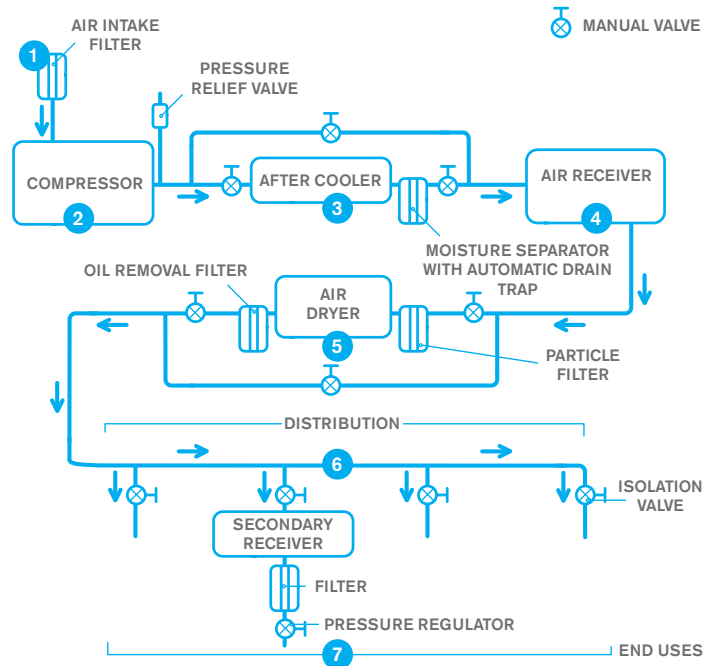 AIR INTAKE
FILTER
1
MANUAL VALVE
PRESSURE
RELIEF VALVE
COMPRESSOR
2
AFTER COOLER
3
AIR RECEIVER
4
MOISTURE SEPARATOR
WITH AUTOMATIC DRAIN
TRAP
OIL REMOVAL FILTER
AIR
DRYER
5
PARTICLE
FILTER
DISTRIBUTION
6
ISOLATION
VALVE
SECONDARY
RECEIVER
FILTER
PRESSURE REGULATOR
7
END USES